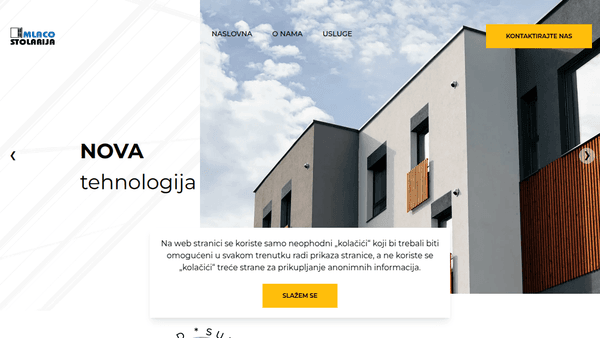 MLACO
STOLARIJA
NASLOVNA
O NAMA
USLUGE
KONTAKTIRAJTE NAS
NOVA
tehnologija
Na web stranici se koriste samo neophodni „kolačići” koji bi trebali biti
omogućeni u svakom trenutku radi prikaza stranice, a ne koriste se
„kolačići” treće strane za prikupljanje anonimnih informacija.
SLAŽEM SE